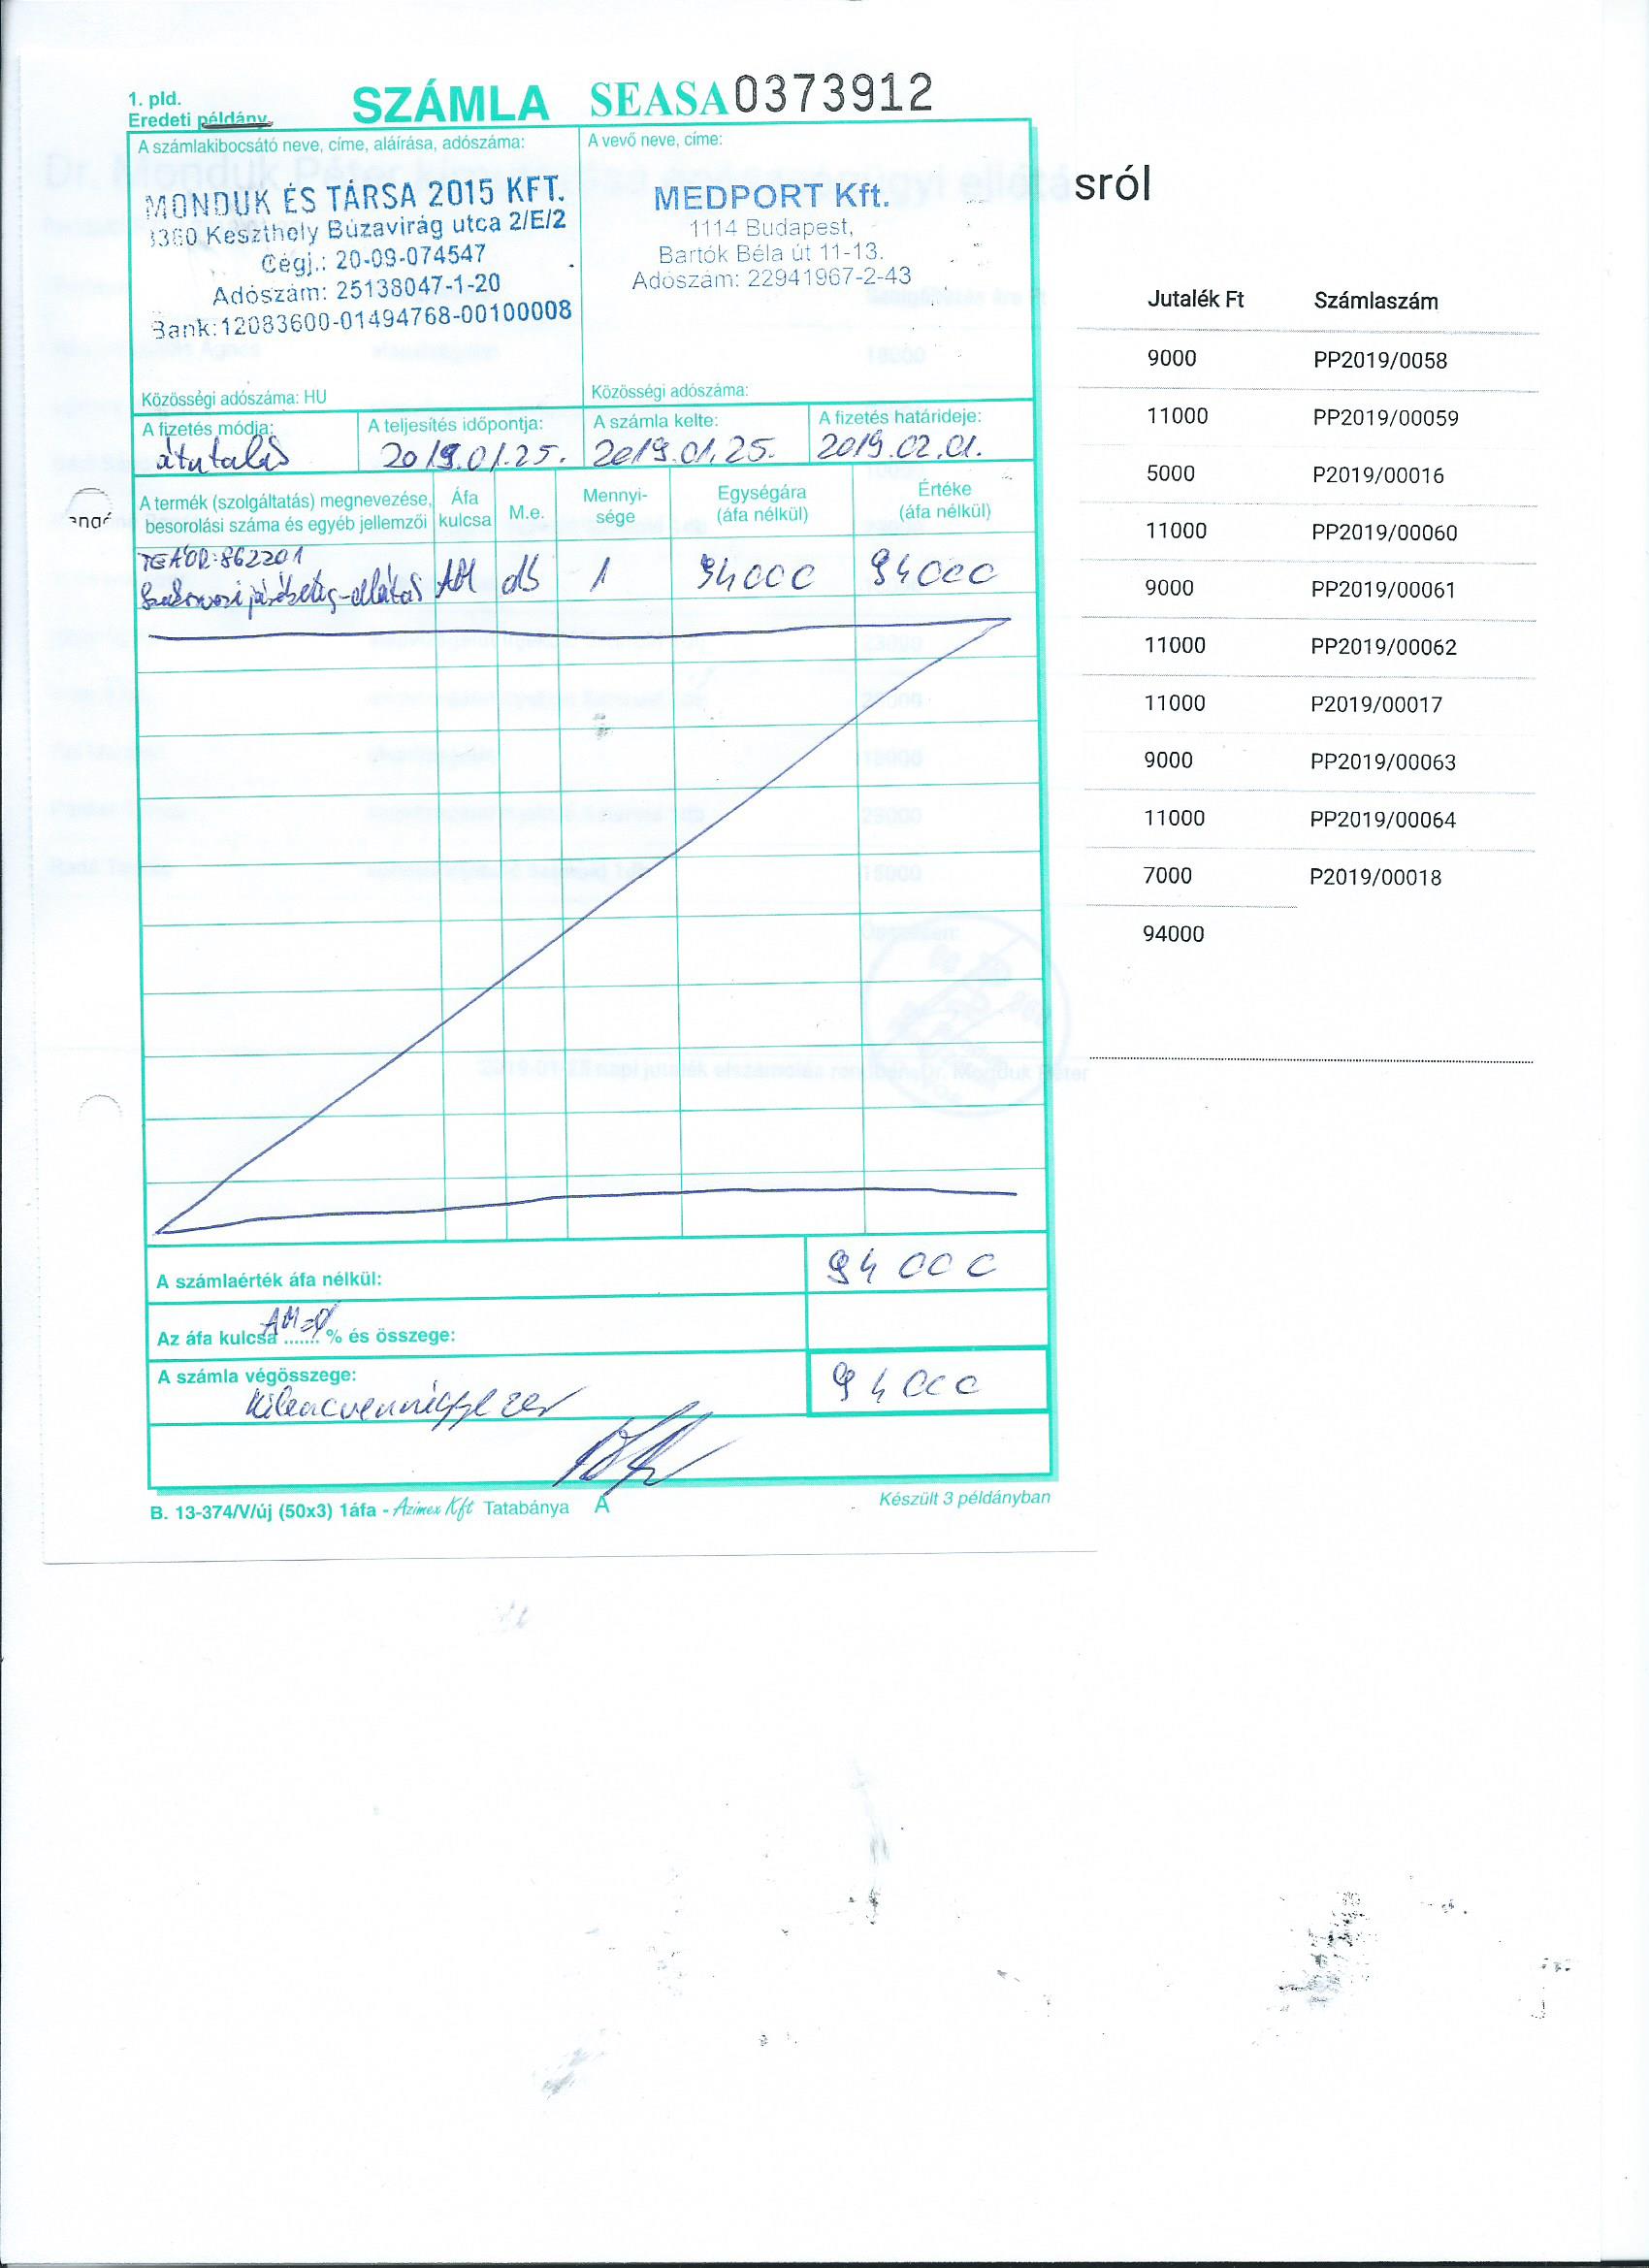 1. pld.
Eredeti példány
SZÁMLA SEASA 0373912
A számlakibocsátó neve, címe, aláírása, adószáma:
MONDUK ÉS TÁRSA 2015 KFT.
8360 Keszthely Búzavirág utca 2/E/2
Cégj.: 20-09-074547
Adószám: 25138047-1-20
Bank: 12083600-01494768-00100008
Közösségi adószáma: HU
A vevő neve, címe:
MEDPORT Kft.
1114 Budapest,
Bartók Béla út 11-13.
Adószám: 22941967-2-43
Közösségi adószáma:
A fizetés módja: átutalás
A teljesítés időpontja: 2019.01.25.
A számla kelte: 2019.01.25.
A fizetés határideje: 2019.02.01.
A termék (szolgáltatás) megnevezése, besorolási száma és egyéb jellemzői
Áfa kulcsa
M.e.
Mennyi-sége
Egységára (áfa nélkül)
Értéke (áfa nélkül)
TEÁOR: 862201
Szakorvosi járóbeteg-ellátás AM db 1 94000 94000
A számlaérték áfa nélkül: 94000
Az áfa kulcsa AM=0 % és összege:
A számla végösszege: 94000
Kilencvennégyezer
B. 13-374/V/új (50x3) 1áfa - Azimex Kft Tatabánya A
Készült 3 példányban
sról
Jutalék Ft Számlaszám
9000 PP2019/0058
11000 PP2019/00059
5000 P2019/00016
11000 PP2019/00060
9000 PP2019/00061
11000 PP2019/00062
11000 P2019/00017
9000 PP2019/00063
11000 PP2019/00064
7000 P2019/00018
94000